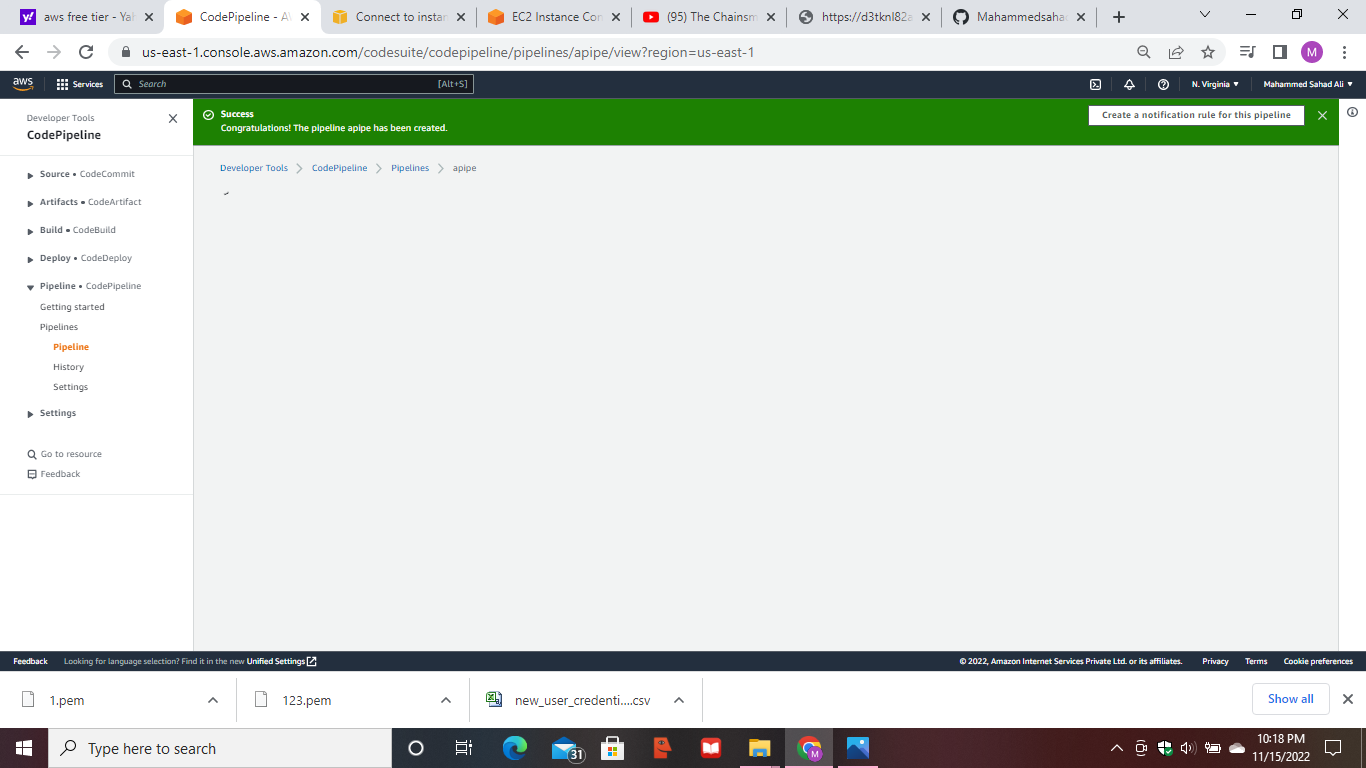 aws free tier - Yah
CodePipeline - AW
Connect to instan
EC2 Instance Con
(95) The Chainsm
https://d3tknl82a
Mahammedsahad
us-east-1.console.aws.amazon.com/codesuite/codepipeline/pipelines/apipe/view?region=us-east-1
M
aws
Services
Search
[Alt+S]
N. Virginia
Mahammed Sahad Ali
Developer Tools
CodePipeline
Source • CodeCommit
Artifacts • CodeArtifact
Build • CodeBuild
Deploy • CodeDeploy
Pipeline • CodePipeline
Getting started
Pipelines
Pipeline
History
Settings
Settings
Go to resource
Feedback
Success
Congratulations! The pipeline apipe has been created.
Create a notification rule for this pipeline
Developer Tools
CodePipeline
Pipelines
apipe
Feedback
Looking for language selection? Find it in the new Unified Settings
© 2022, Amazon Internet Services Private Ltd. or its affiliates.
Privacy
Terms
Cookie preferences
1.pem
123.pem
new_user_credenti....csv
Show all
Type here to search
31
M
10:18 PM
11/15/2022